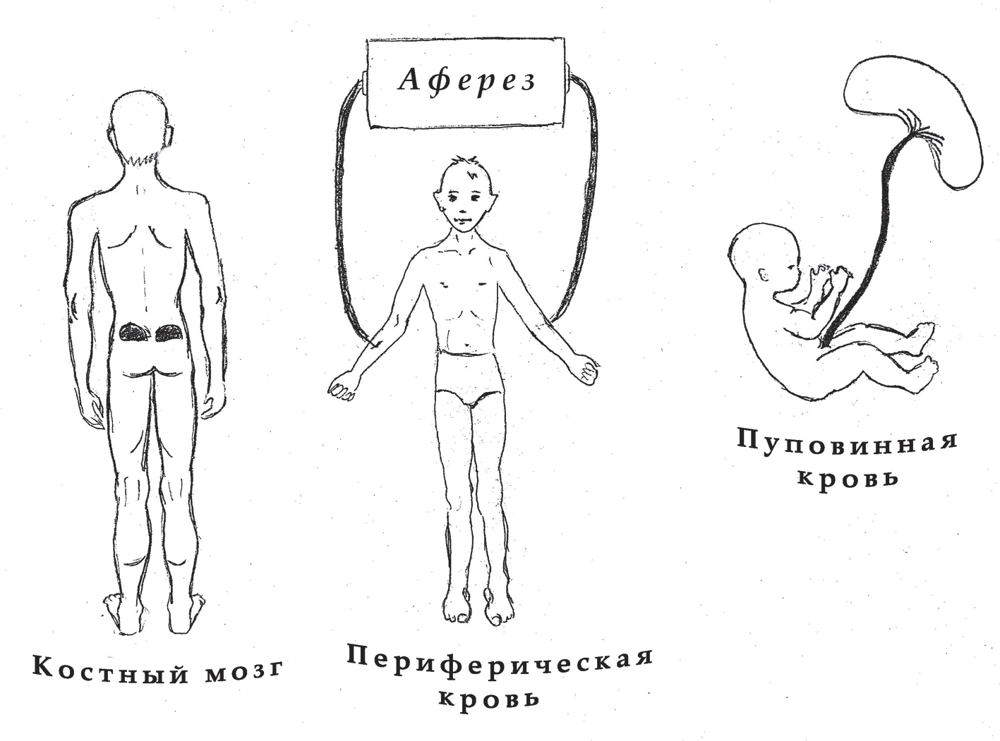 Аферез
Костный мозг
Периферическая
кровь
Пуповинная
кровь